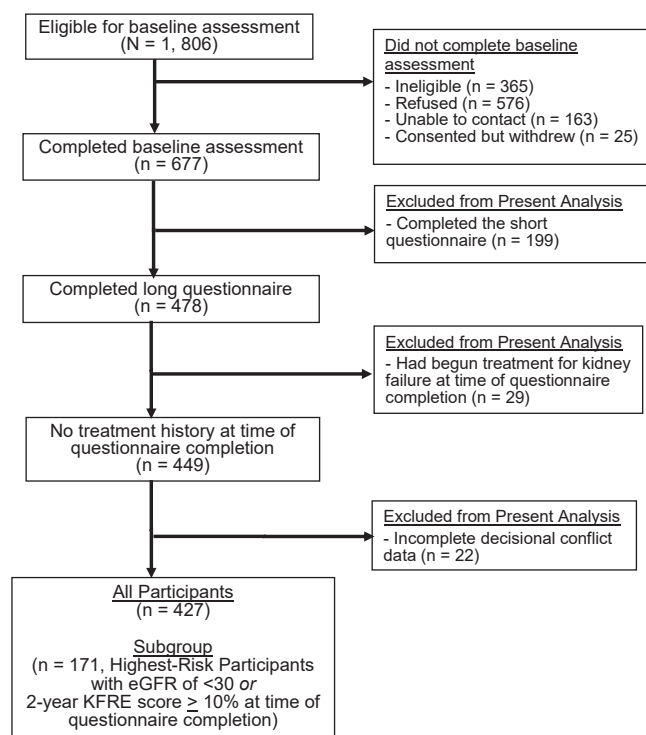 Eligible for baseline assessment
(N = 1, 806)
Did not complete baseline
assessment
- Ineligible (n = 365)
- Refused (n = 576)
- Unable to contact (n = 163)
- Consented but withdrew (n = 25)
Completed baseline assessment
(n = 677)
Excluded from Present Analysis
- Completed the short
questionnaire (n = 199)
Completed long questionnaire
(n = 478)
Excluded from Present Analysis
- Had begun treatment for kidney
failure at time of questionnaire
completion (n = 29)
No treatment history at time of
questionnaire completion
(n = 449)
Excluded from Present Analysis
- Incomplete decisional conflict
data (n = 22)
All Participants
(n = 427)
Subgroup
(n = 171, Highest-Risk Participants
with eGFR of <30 or
2-year KFRE score ≥ 10% at time of
questionnaire completion)